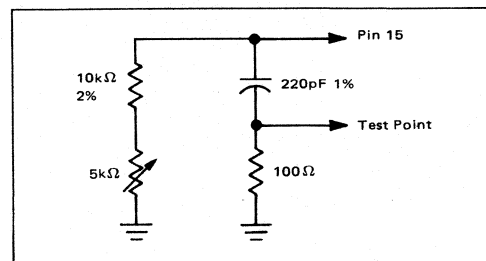 Pin 15
10kΩ
2%
220pF 1%
Test Point
5kΩ
100Ω